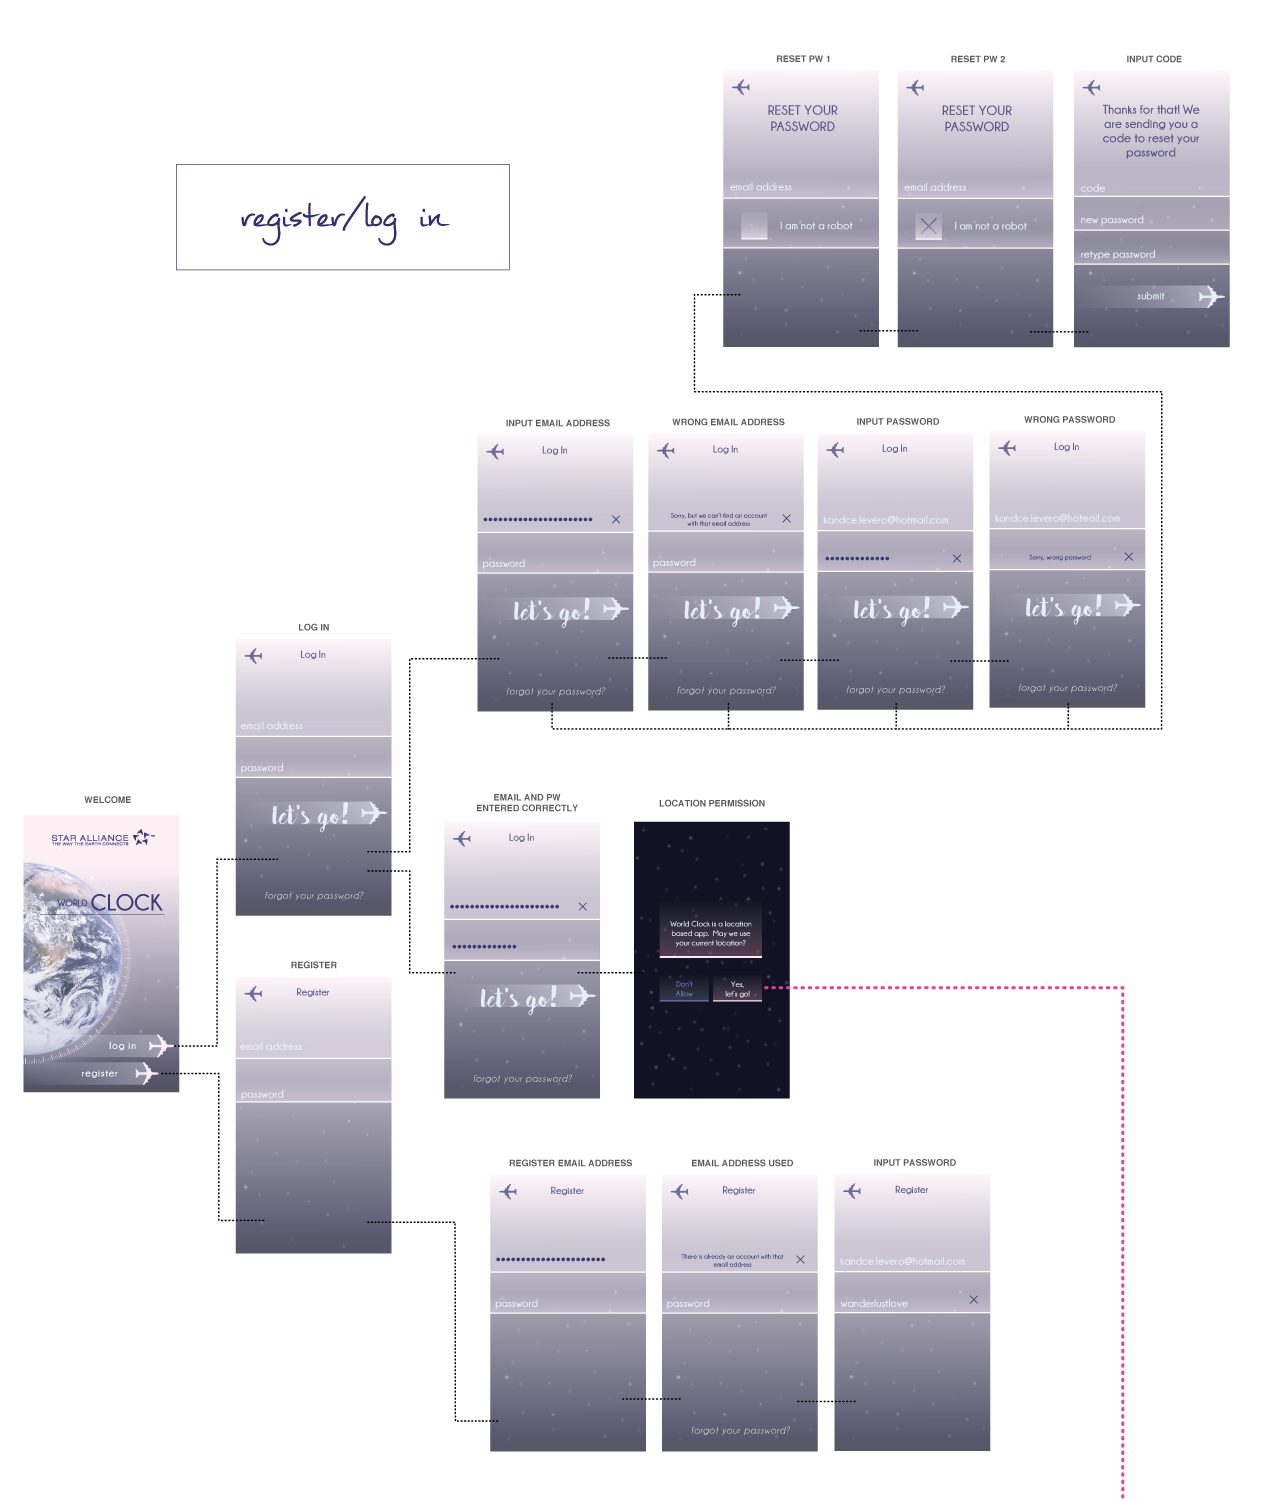 RESET PW 1
RESET YOUR
PASSWORD
email address
I am not a robot
RESET PW 2
RESET YOUR
PASSWORD
email address
I am not a robot
INPUT CODE
Thanks for that! We
are sending you a
code to reset your
password
code
new password
retype password
submit
register/log in
INPUT EMAIL ADDRESS
Log In
password
let's go!
forgot your password?
WRONG EMAIL ADDRESS
Log In
Sorry, but we can't find an account
with that email address
password
let's go!
forgot your password?
INPUT PASSWORD
Log In
kandce.levero@hotmail.com
let's go!
forgot your password?
WRONG PASSWORD
Log In
kandce.levero@hotmail.com
Sorry, wrong password
let's go!
forgot your password?
LOG IN
Log In
email address
password
let's go!
forgot your password?
WELCOME
STAR ALLIANCE ™
THE WAY THE EARTH CONNECTS
WORLD CLOCK
log in
register
EMAIL AND PW
ENTERED CORRECTLY
Log In
let's go!
forgot your password?
LOCATION PERMISSION
World Clock is a location
based app. May we use
your current location?
Don't
Allow
Yes,
let's go!
REGISTER
Register
email address
password
REGISTER EMAIL ADDRESS
Register
password
EMAIL ADDRESS USED
Register
There is already an account with that
email address
password
forgot your password?
INPUT PASSWORD
Register
kandce.levero@hotmail.com
wanderlustlove